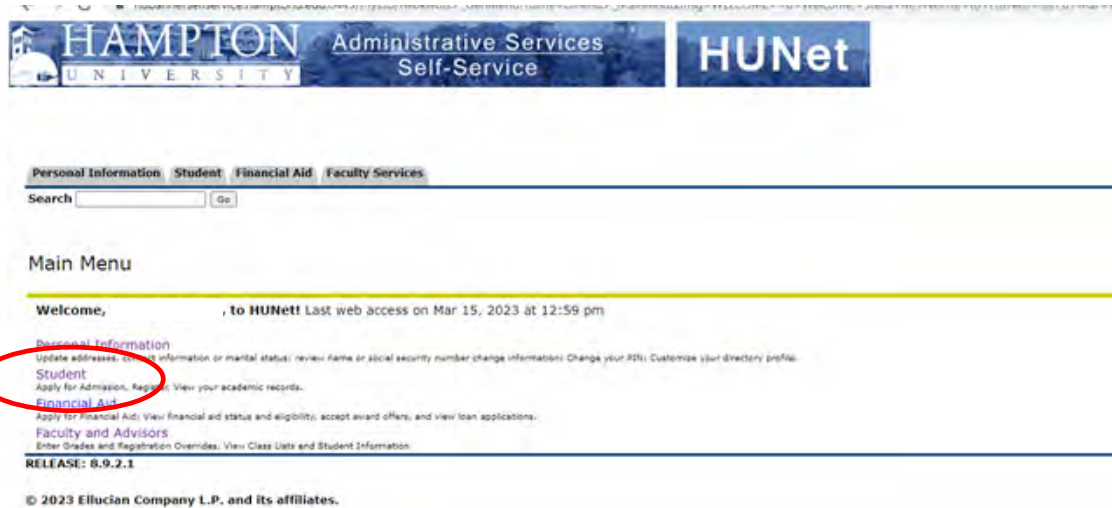 HAMPTON
UNIVERSITY
Administrative Services
Self-Service
HUNet
Personal Information Student Financial Aid Faculty Services
Search Go
Main Menu
Welcome, , to HUNet! Last web access on Mar 15, 2023 at 12:59 pm
Personal Information
Update addresses, contact information or marital status; review name or social security number change information; Change your PIN; Customize your directory profile.
Student
Apply for Admission, Register, View your academic records.
Financial Aid
Apply for Financial Aid; View financial aid status and eligibility, accept award offers, and view loan applications.
Faculty and Advisors
Enter Grades and Registration Overrides, View Class Lists and Student Information
RELEASE: 8.9.2.1
© 2023 Ellucian Company L.P. and its affiliates.